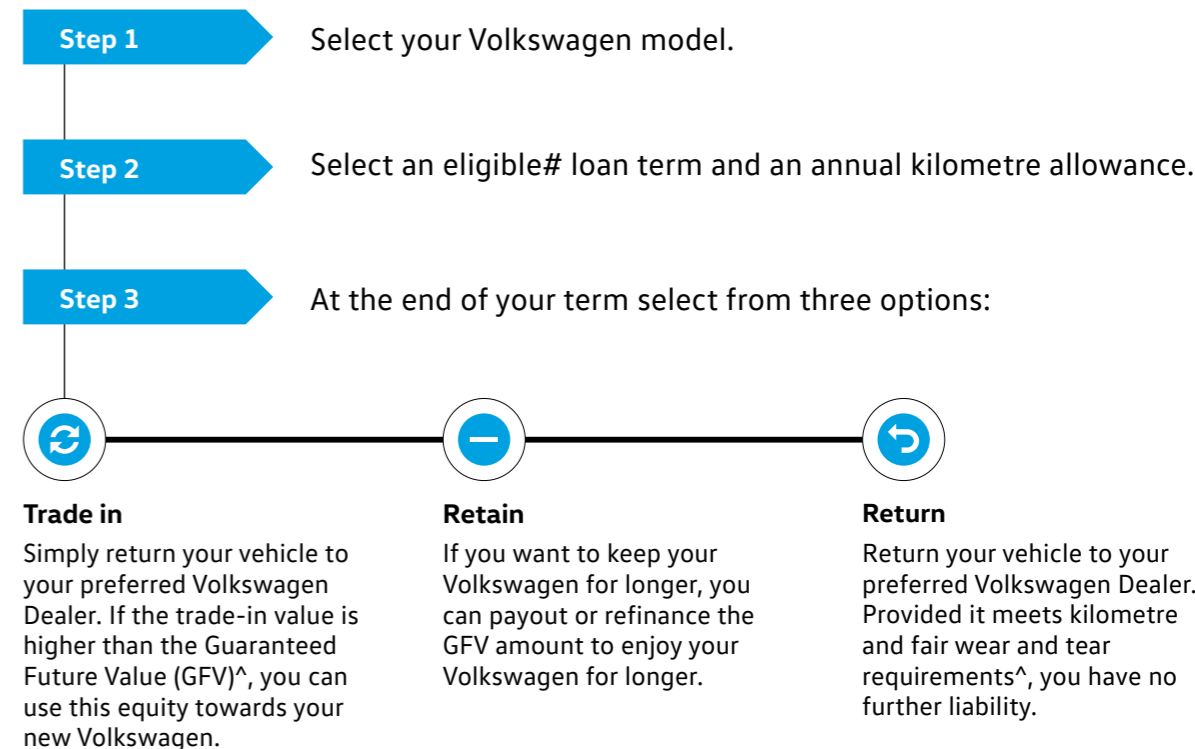 Step 1
Select your Volkswagen model.
Step 2
Select an eligible# loan term and an annual kilometre allowance.
Step 3
At the end of your term select from three options:
Trade in
Simply return your vehicle to
your preferred Volkswagen
Dealer. If the trade-in value is
higher than the Guaranteed
Future Value (GFV)^, you can
use this equity towards your
new Volkswagen.
Retain
If you want to keep your
Volkswagen for longer, you
can payout or refinance the
GFV amount to enjoy your
Volkswagen for longer.
Return
Return your vehicle to your
preferred Volkswagen Dealer.
Provided it meets kilometre
and fair wear and tear
requirements^, you have no
further liability.